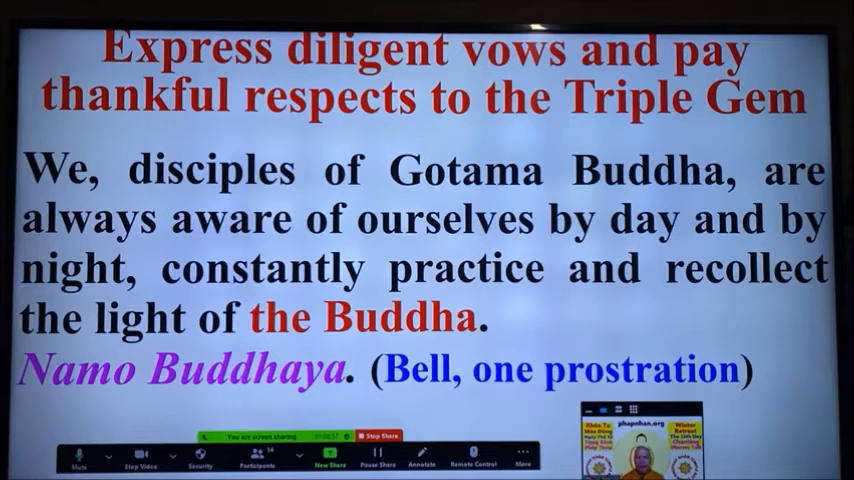 Express diligent vows and pay
thankful respects to the Triple Gem
We, disciples of Gotama Buddha, are
always aware of ourselves by day and by
night, constantly practice and recollect
the light of the Buddha.
Namo Buddhaya. (Bell, one prostration)
You are screen sharing
Stop Share
Mute
Stop Video
Security
Participants
New Share
Pause Share
Annotate
Remote Control
More
phapnhan.org
Winter
Retreat
Chanting